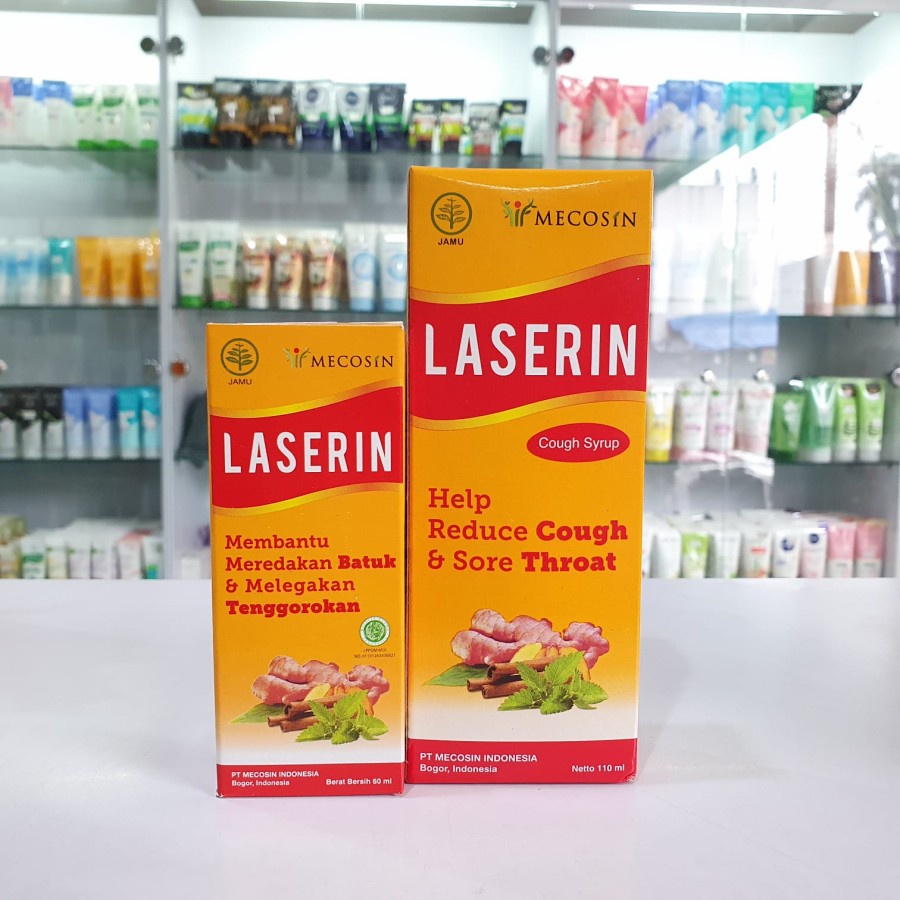 JAMU
MECOSIN
LASERIN
Membantu
Meredakan Batuk
& Melegakan
Tenggorokan
PT MECOSIN INDONESIA
Bogor, Indonesia
Berat Bersih 60 ml
JAMU
MECOSIN
LASERIN
Cough Syrup
Help
Reduce Cough
& Sore Throat
PT MECOSIN INDONESIA
Bogor, Indonesia
Netto 110 ml